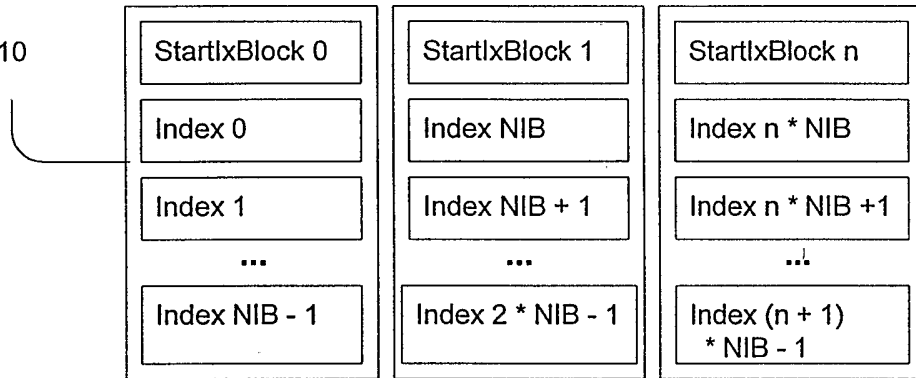 10
StartIxBlock 0
Index 0
Index 1
...
Index NIB - 1
StartIxBlock 1
Index NIB
Index NIB + 1
...
Index 2 * NIB - 1
StartIxBlock n
Index n * NIB
Index n * NIB +1
...
Index (n + 1)
* NIB - 1